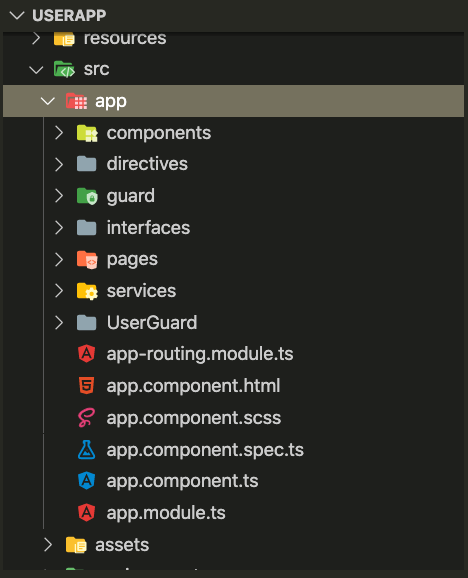 USERAPP
resources
src
app
components
directives
guard
interfaces
pages
services
UserGuard
app-routing.module.ts
app.component.html
app.component.scss
app.component.spec.ts
app.component.ts
app.module.ts
assets